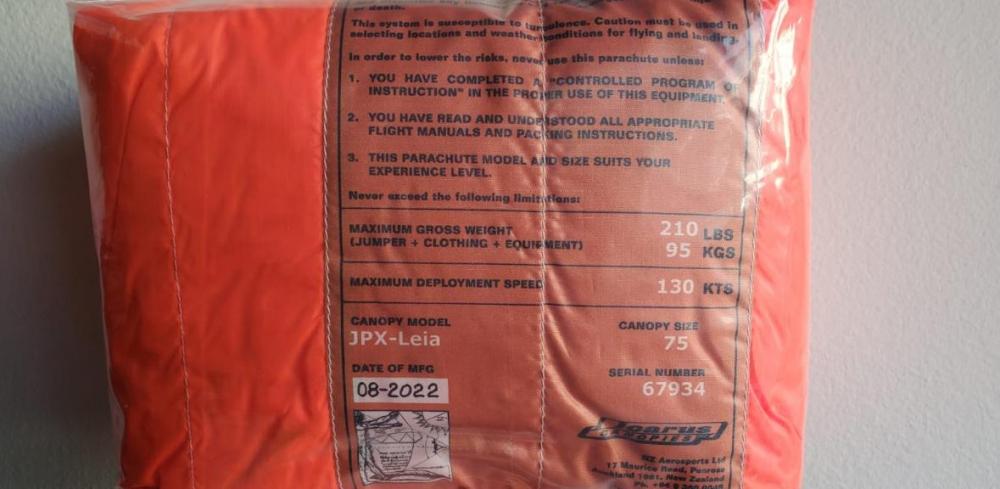 or death.
This system is susceptible to turbulence. Caution must be used in
selecting locations and weather conditions for flying and landing.
In order to lower the risks, never use this parachute unless:
1. YOU HAVE COMPLETED A "CONTROLLED PROGRAM OF
INSTRUCTION" IN THE PROPER USE OF THIS EQUIPMENT.
2. YOU HAVE READ AND UNDERSTOOD ALL APPROPRIATE
FLIGHT MANUALS AND PACKING INSTRUCTIONS.
3. THIS PARACHUTE MODEL AND SIZE SUITS YOUR
EXPERIENCE LEVEL.
Never exceed the following limitations:
MAXIMUM GROSS WEIGHT
(JUMPER + CLOTHING + EQUIPMENT)
210 LBS
95 KGS
MAXIMUM DEPLOYMENT SPEED
130 KTS
CANOPY MODEL
JPX-Leia
CANOPY SIZE
75
DATE OF MFG
08-2022
SERIAL NUMBER
67934
Icarus
CANOPIES
NZ Aerosports Ltd
17 Maurice Road, Penrose
Auckland 1061, New Zealand